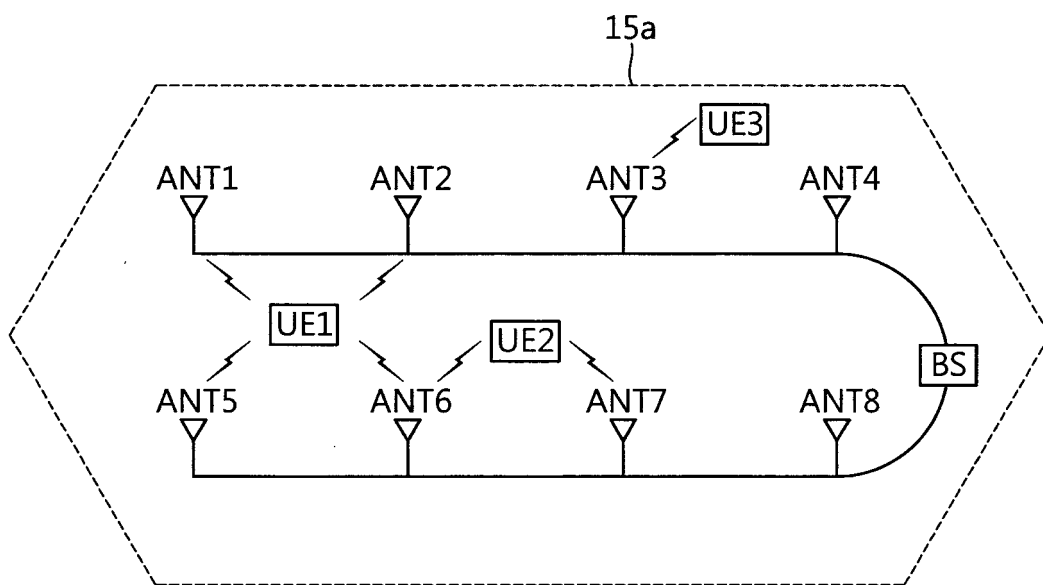 15a
UE3
ANT1 ANT2 ANT3 ANT4
UE1 UE2
BS
ANT5 ANT6 ANT7 ANT8